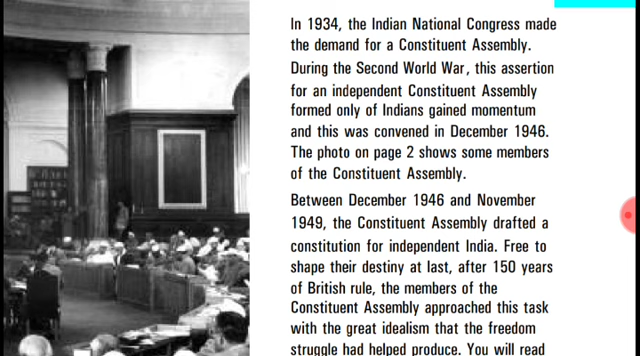 In 1934, the Indian National Congress made
the demand for a Constituent Assembly.
During the Second World War, this assertion
for an independent Constituent Assembly
formed only of Indians gained momentum
and this was convened in December 1946.
The photo on page 2 shows some members
of the Constituent Assembly.
Between December 1946 and November
1949, the Constituent Assembly drafted a
constitution for independent India. Free to
shape their destiny at last, after 150 years
of British rule, the members of the
Constituent Assembly approached this task
with the great idealism that the freedom
struggle had helped produce. You will read